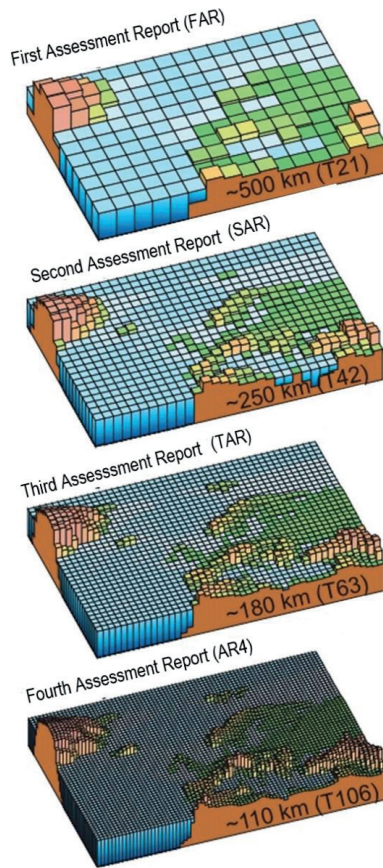 First Assessment Report (FAR)
~500 km (T21)
Second Assessment Report (SAR)
~250 km (T42)
Third Assesssment Report (TAR)
~180 km (T63)
Fourth Assessment Report (AR4)
~110 km (T106)